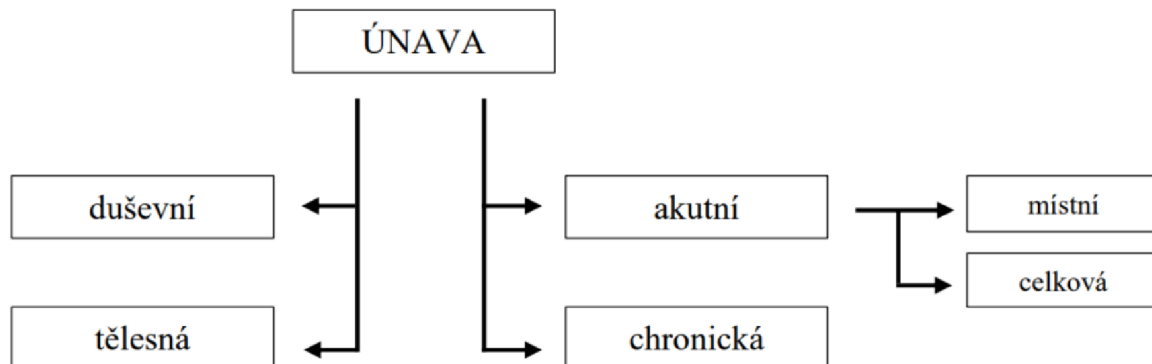 ÚNAVA
duševní
akutní
místní
celková
tělesná
chronická